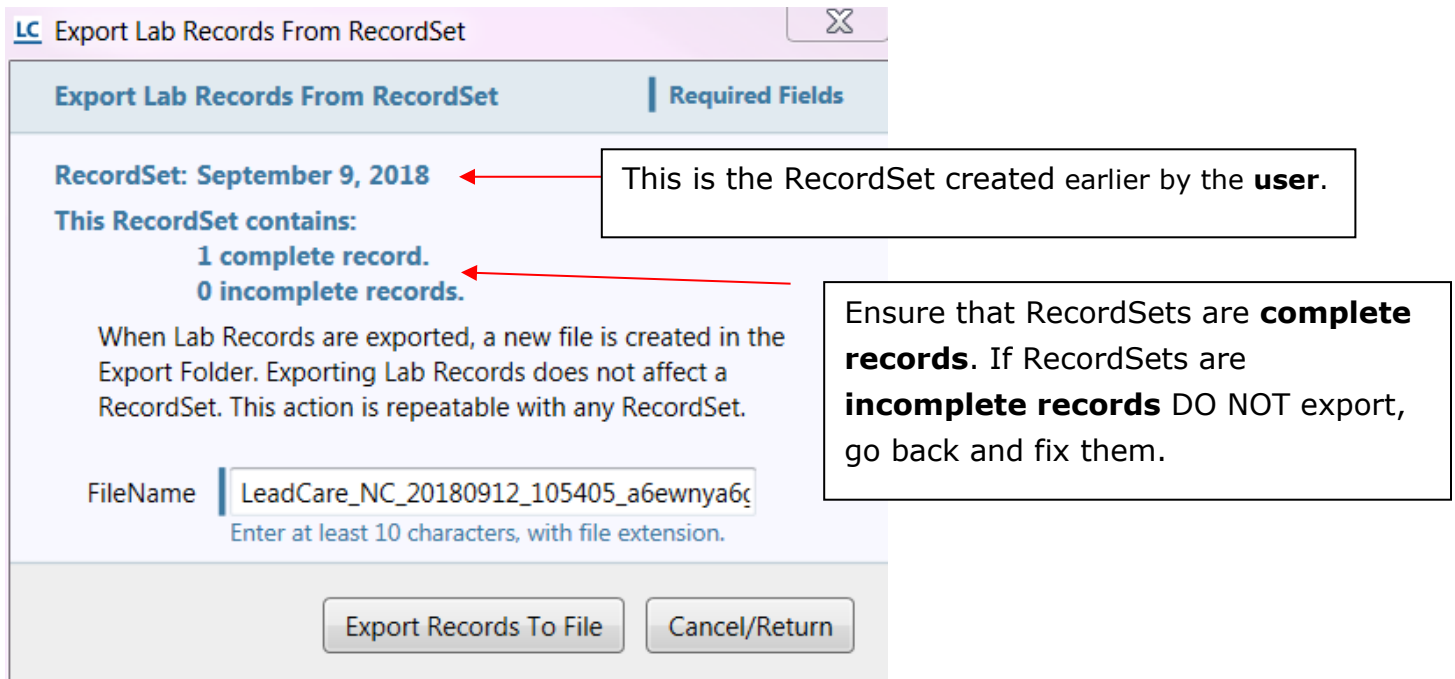 LC Export Lab Records From RecordSet
Export Lab Records From RecordSet
Required Fields
RecordSet: September 9, 2018
This is the RecordSet created earlier by the user.
This RecordSet contains:
1 complete record.
0 incomplete records.
Ensure that RecordSets are complete
records. If RecordSets are
incomplete records DO NOT export,
go back and fix them.
When Lab Records are exported, a new file is created in the
Export Folder. Exporting Lab Records does not affect a
RecordSet. This action is repeatable with any RecordSet.
FileName LeadCare_NC_20180912_105405_a6ewnya6g
Enter at least 10 characters, with file extension.
Export Records To File
Cancel/Return